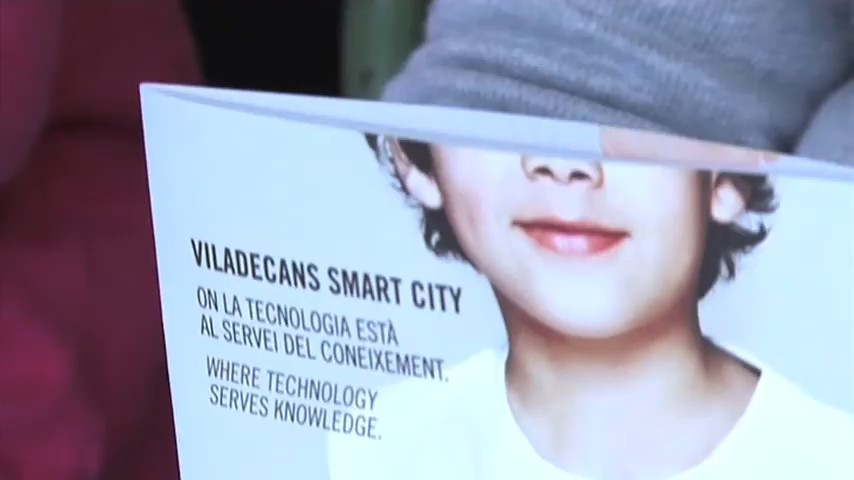 VILADECANS SMART CITY
ON LA TECNOLOGIA ESTÀ
AL SERVEI DEL CONEIXEMENT.
WHERE TECHNOLOGY
SERVES KNOWLEDGE.